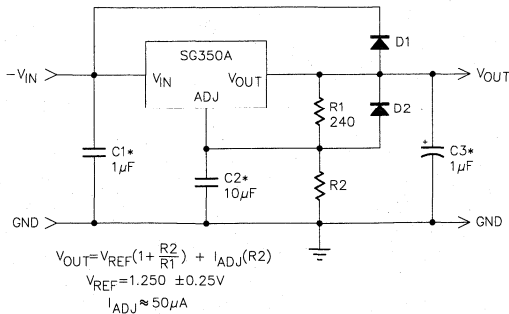 SG350A
D1
−VIN
VIN
VOUT
VOUT
ADJ
R1
240
D2
C1*
1µF
C2*
10µF
R2
C3*
1µF
+
GND
GND
VOUT=VREF(1+R2/R1) + IADJ(R2)
VREF=1.250 ±0.25V
IADJ≈50µA